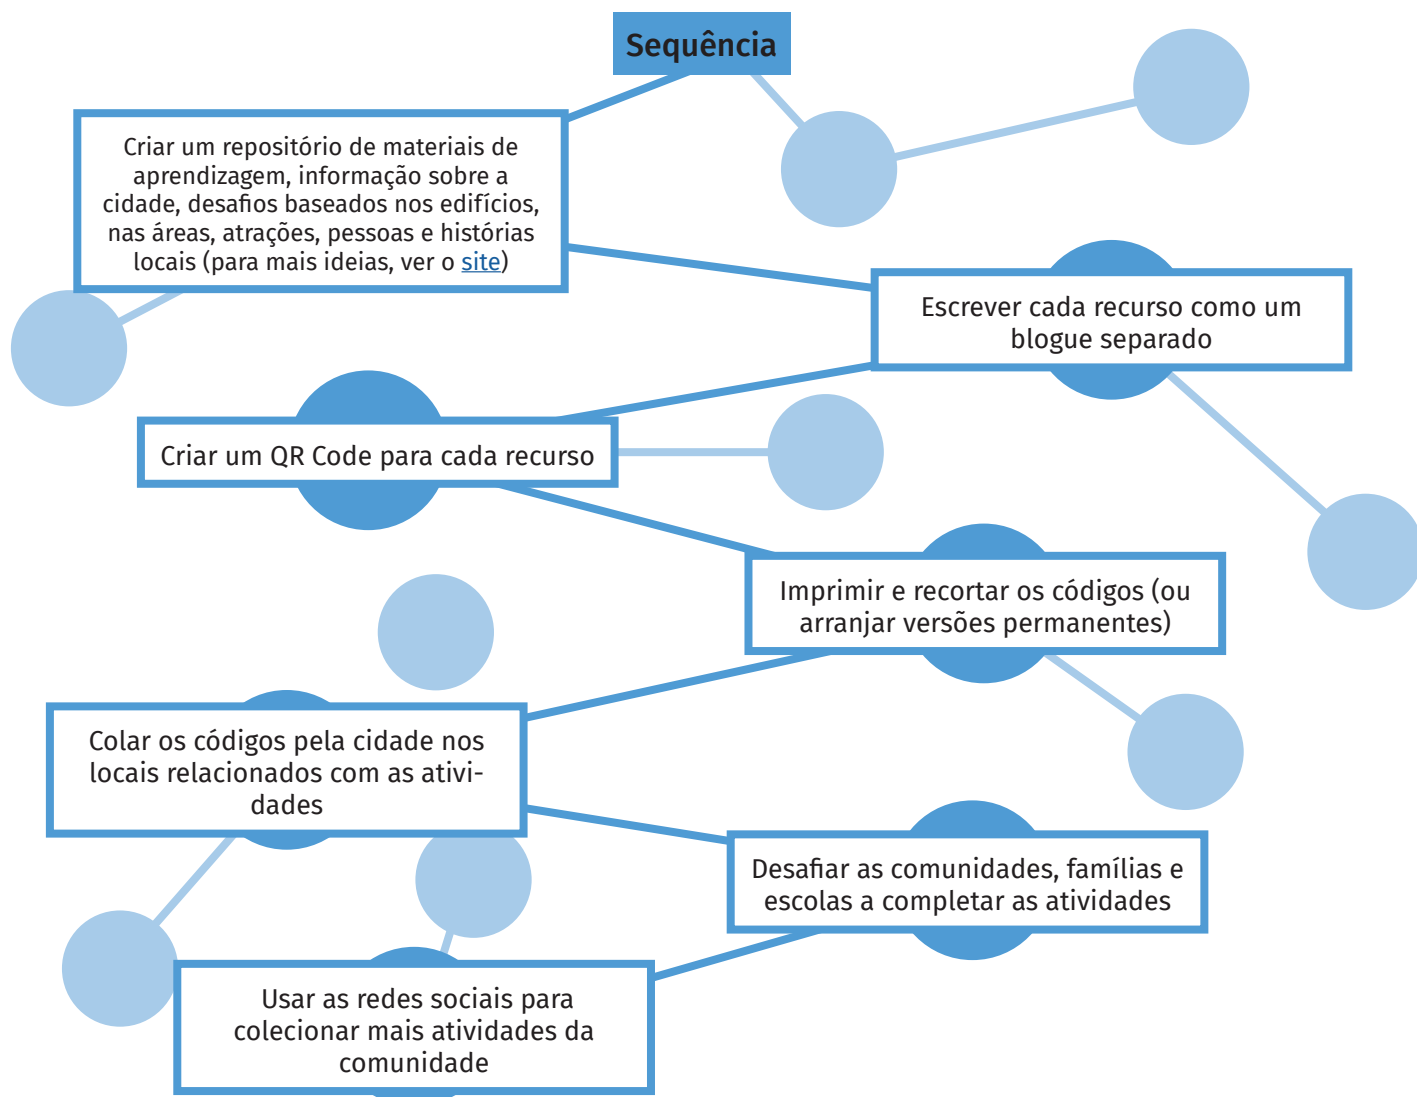 Sequência
Criar um repositório de materiais de
aprendizagem, informação sobre a
cidade, desafios baseados nos edifícios,
nas áreas, atrações, pessoas e histórias
locais (para mais ideias, ver o site)
Escrever cada recurso como um
blogue separado
Criar um QR Code para cada recurso
Imprimir e recortar os códigos (ou
arranjar versões permanentes)
Colar os códigos pela cidade nos
locais relacionados com as ativi-
dades
Desafiar as comunidades, famílias e
escolas a completar as atividades
Usar as redes sociais para
colecionar mais atividades da
comunidade